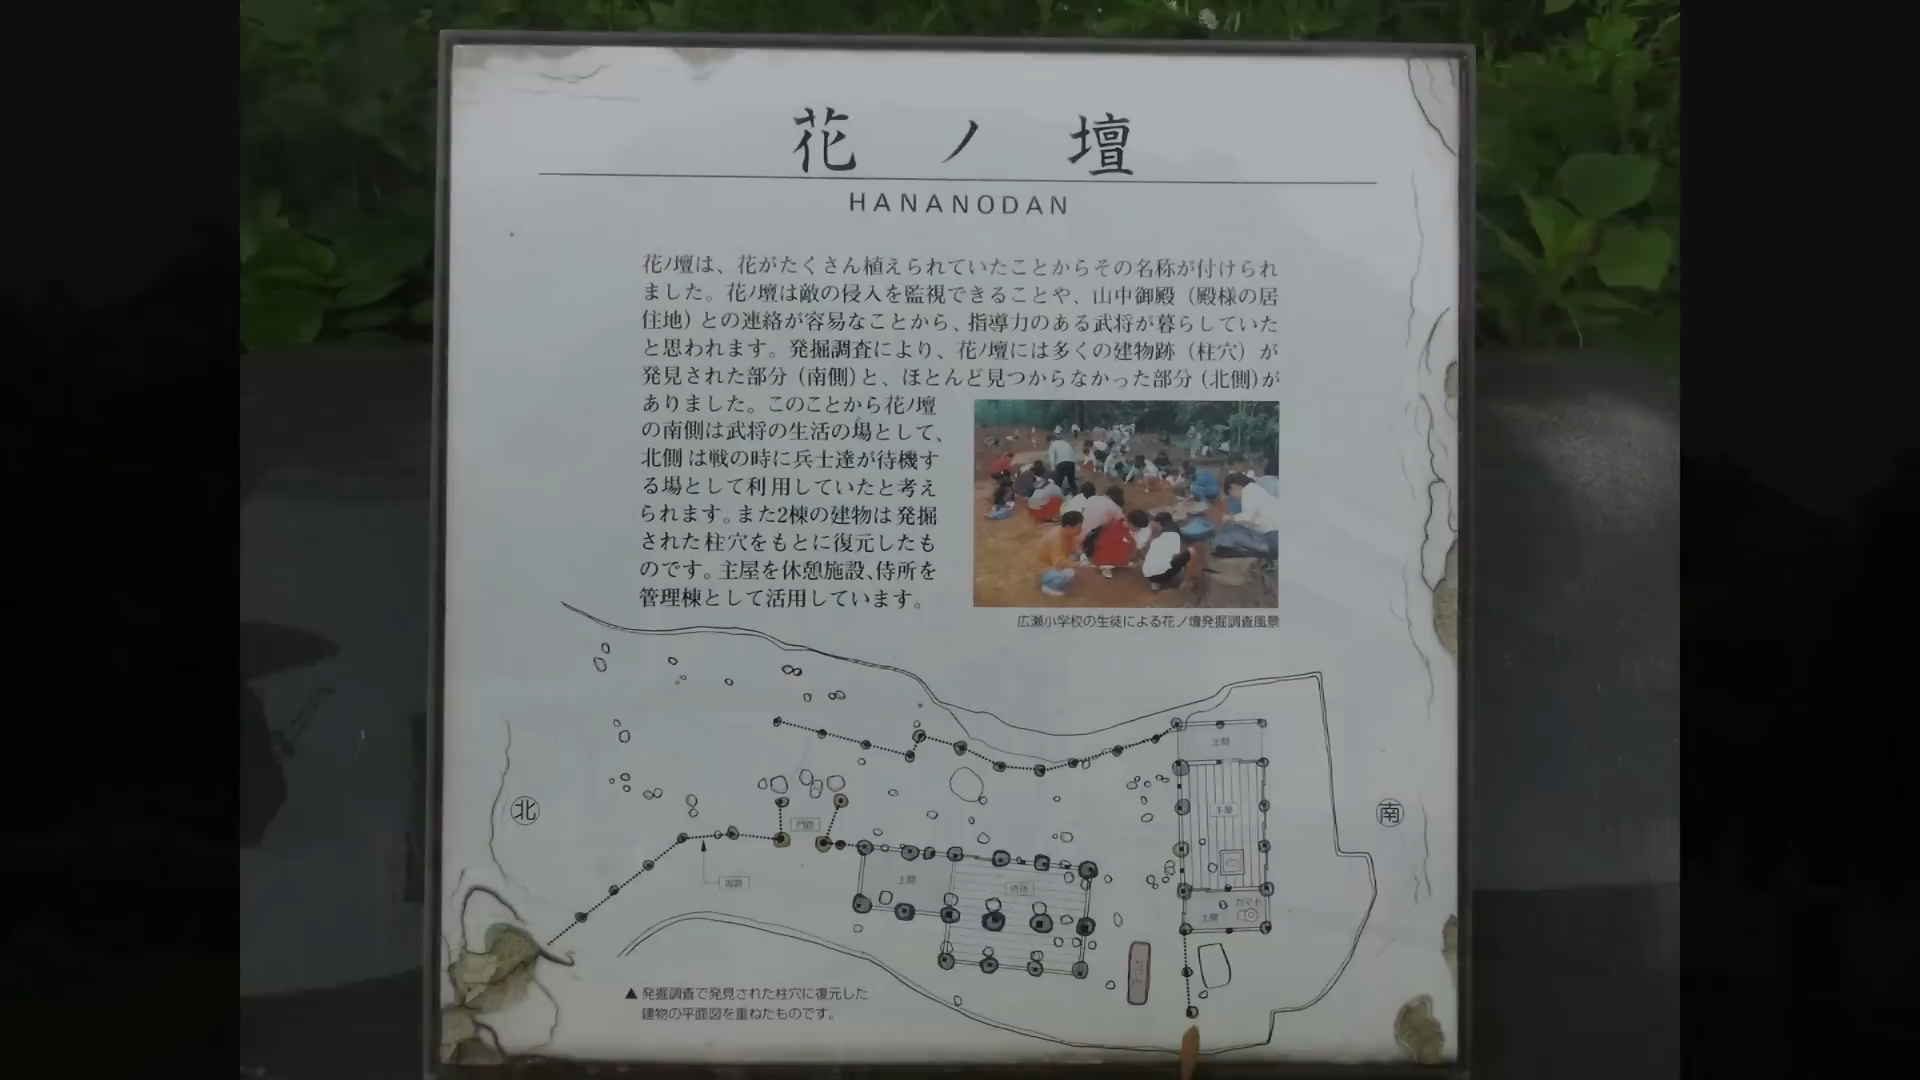 花ノ壇
HANANODAN
花ノ壇は、花がたくさん植えられていたことからその名称が付けられ
ました。花ノ壇は敵の侵入を監視できることや、山中御殿（殿様の居
住地）との連絡が容易なことから、指導力のある武将が暮らしていた
と思われます。発掘調査により、花ノ壇には多くの建物跡（柱穴）が
発見された部分（南側）と、ほとんど見つからなかった部分（北側）が
ありました。このことから花ノ壇
の南側は武将の生活の場として、
北側は戦の時に兵士達が待機す
る場として利用していたと考え
られます。また2棟の建物は発掘
された柱穴をもとに復元したも
のです。主屋を休憩施設、侍所を
管理棟として活用しています。
広瀬小学校の生徒による花ノ壇発掘調査風景
土間
北
南
主屋
門跡
土間
侍所
カマド
土間
▲発掘調査で発見された柱穴に復元した
建物の平面図を重ねたものです。